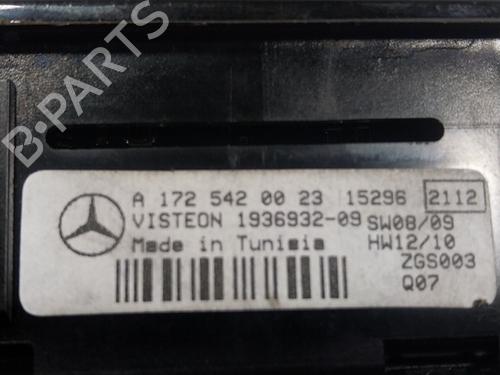 B-PARTS
A 172 542 00 23 15296 2112
VISTEON 1936932-09 SW08/09
Made in Tunisia HW12/10
ZGS003
Q07